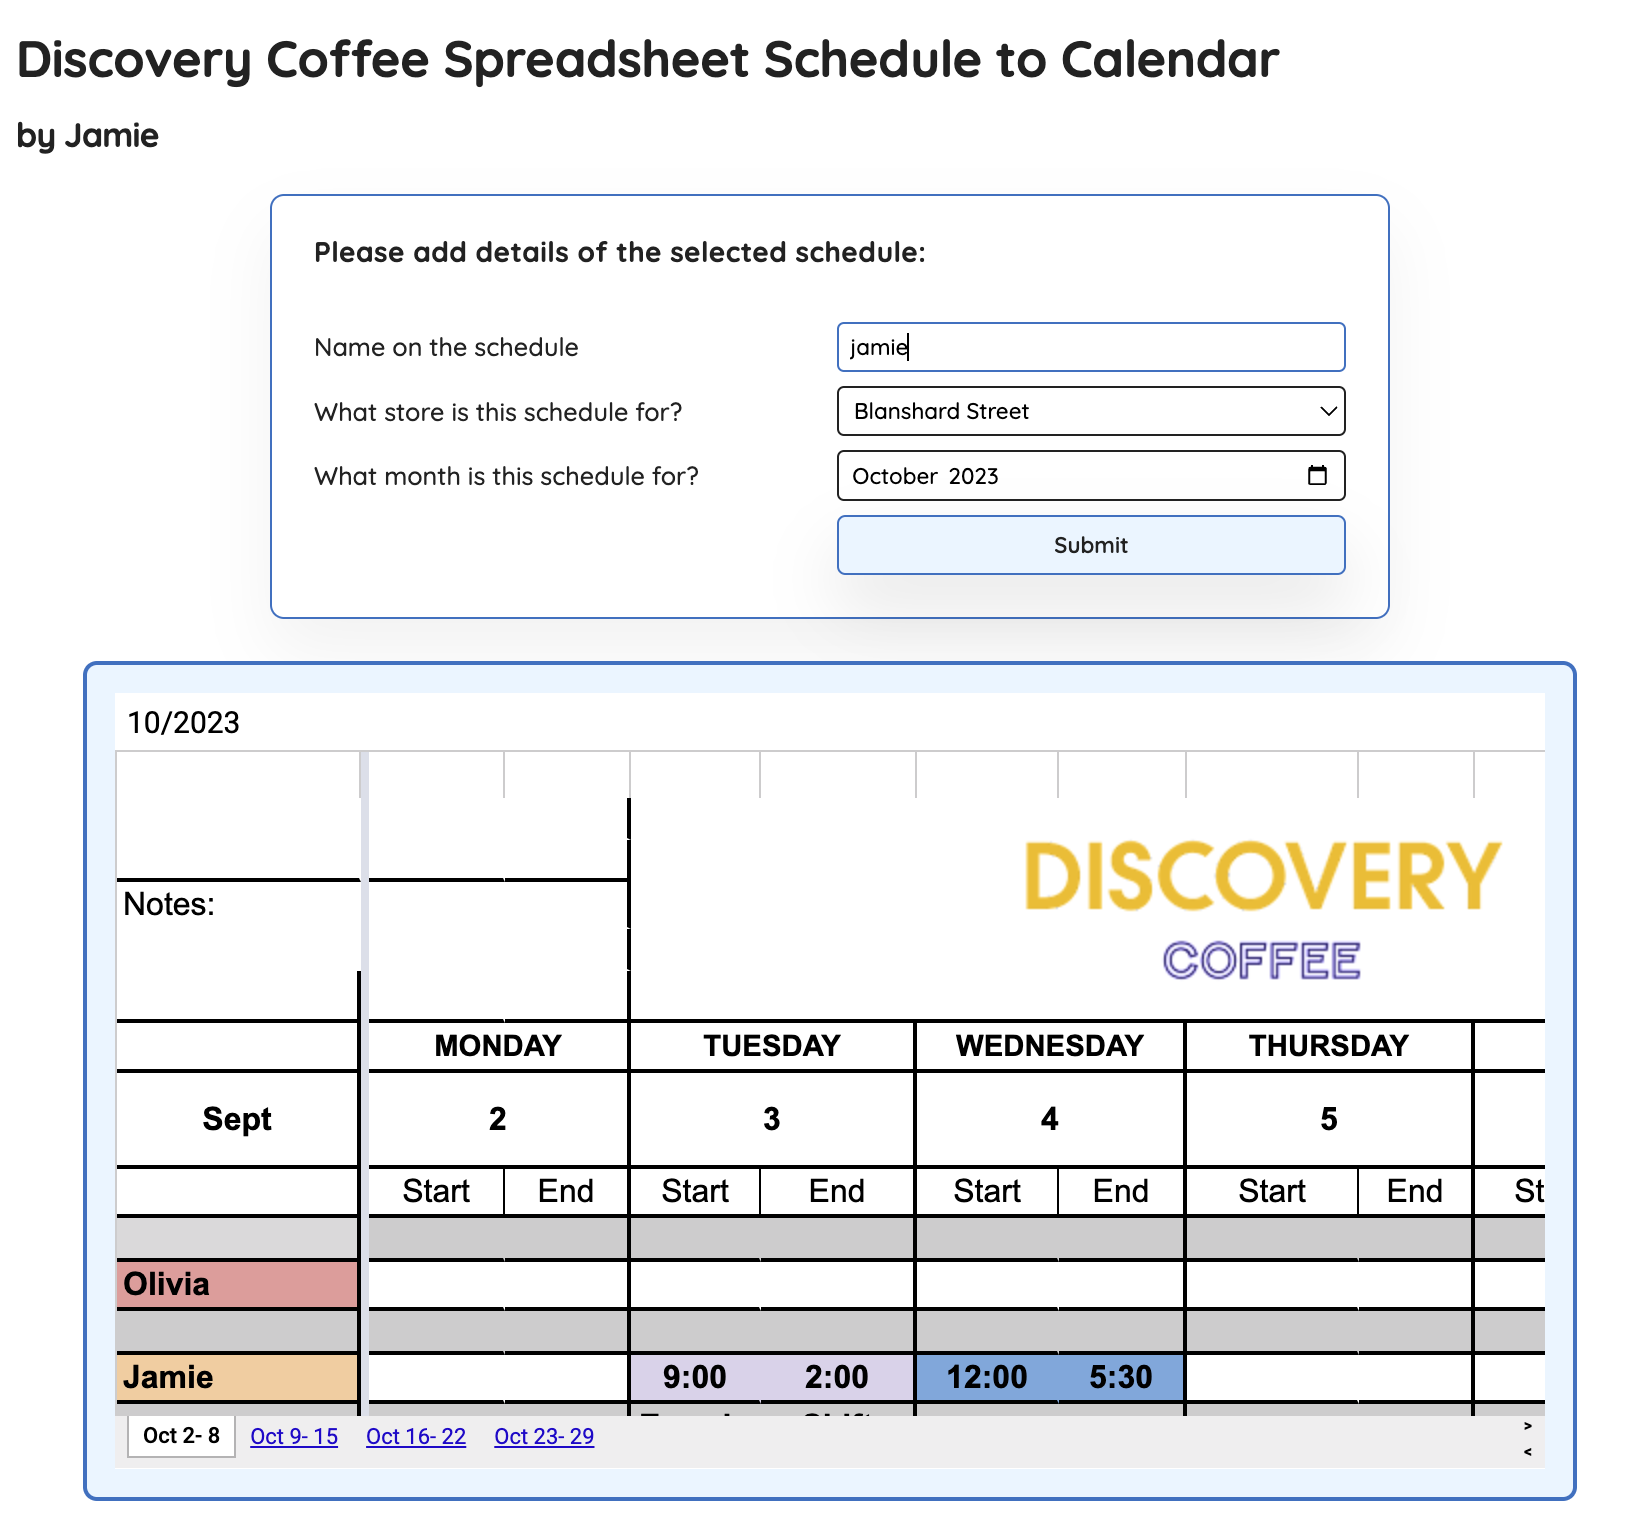 Discovery Coffee Spreadsheet Schedule to Calendar
by Jamie
Please add details of the selected schedule:
Name on the schedule jamie
What store is this schedule for? Blanshard Street
What month is this schedule for? October 2023
Submit
10/2023
DISCOVERY
COFFEE
Notes:
MONDAY TUESDAY WEDNESDAY THURSDAY
Sept 2 3 4 5
Start End Start End Start End Start End St
Olivia
Jamie 9:00 2:00 12:00 5:30
Oct 2- 8 Oct 9- 15 Oct 16- 22 Oct 23- 29
>
<